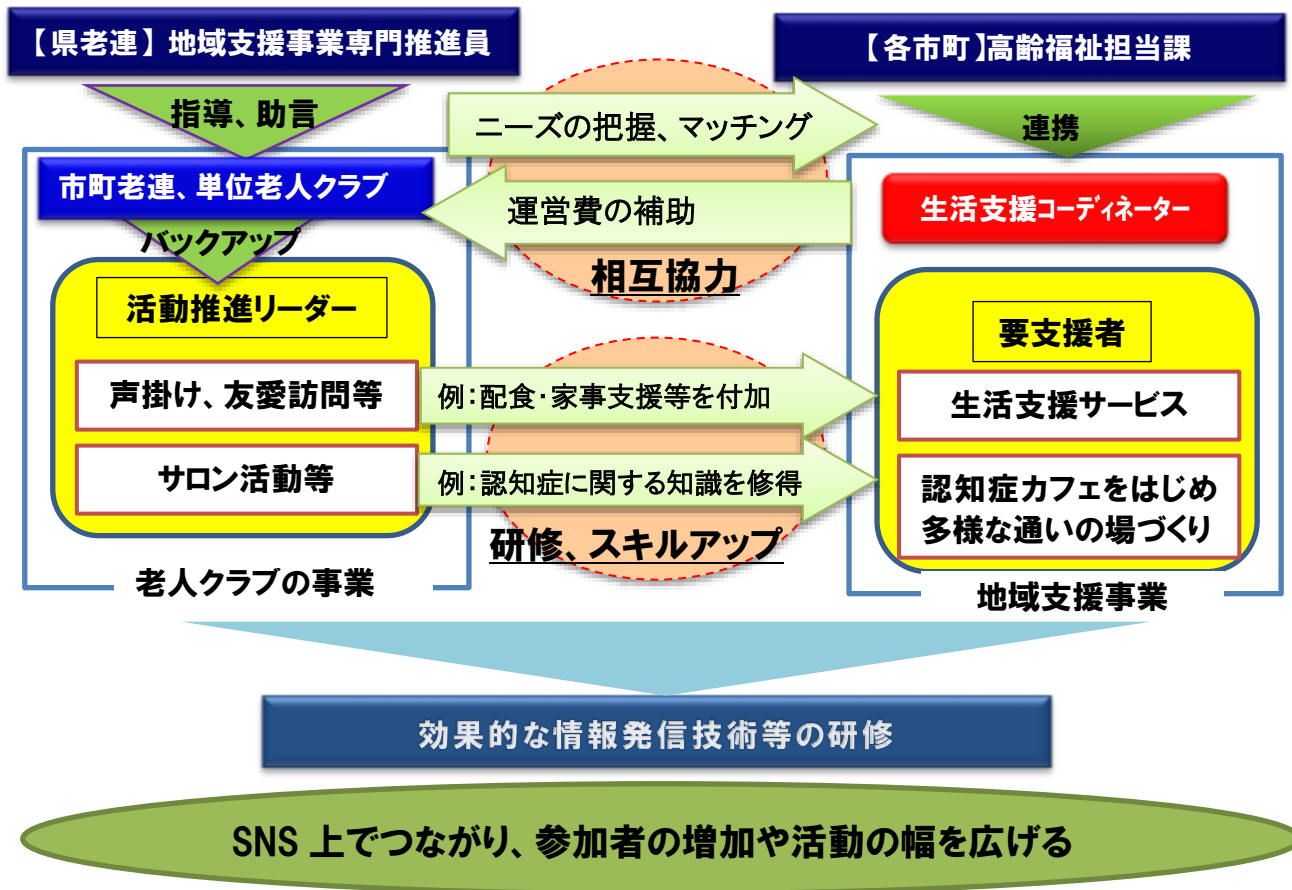 【県老連】地域支援事業専門推進員
【各市町】高齢福祉担当課
指導、助言
ニーズの把握、マッチング
連携
市町老連、単位老人クラブ
運営費の補助
生活支援コーディネーター
バックアップ
相互協力
活動推進リーダー
要支援者
声掛け、友愛訪問等
例：配食・家事支援等を付加
生活支援サービス
サロン活動等
例：認知症に関する知識を修得
認知症カフェをはじめ
多様な通いの場づくり
研修、スキルアップ
老人クラブの事業
地域支援事業
効果的な情報発信技術等の研修
SNS 上でつながり、参加者の増加や活動の幅を広げる